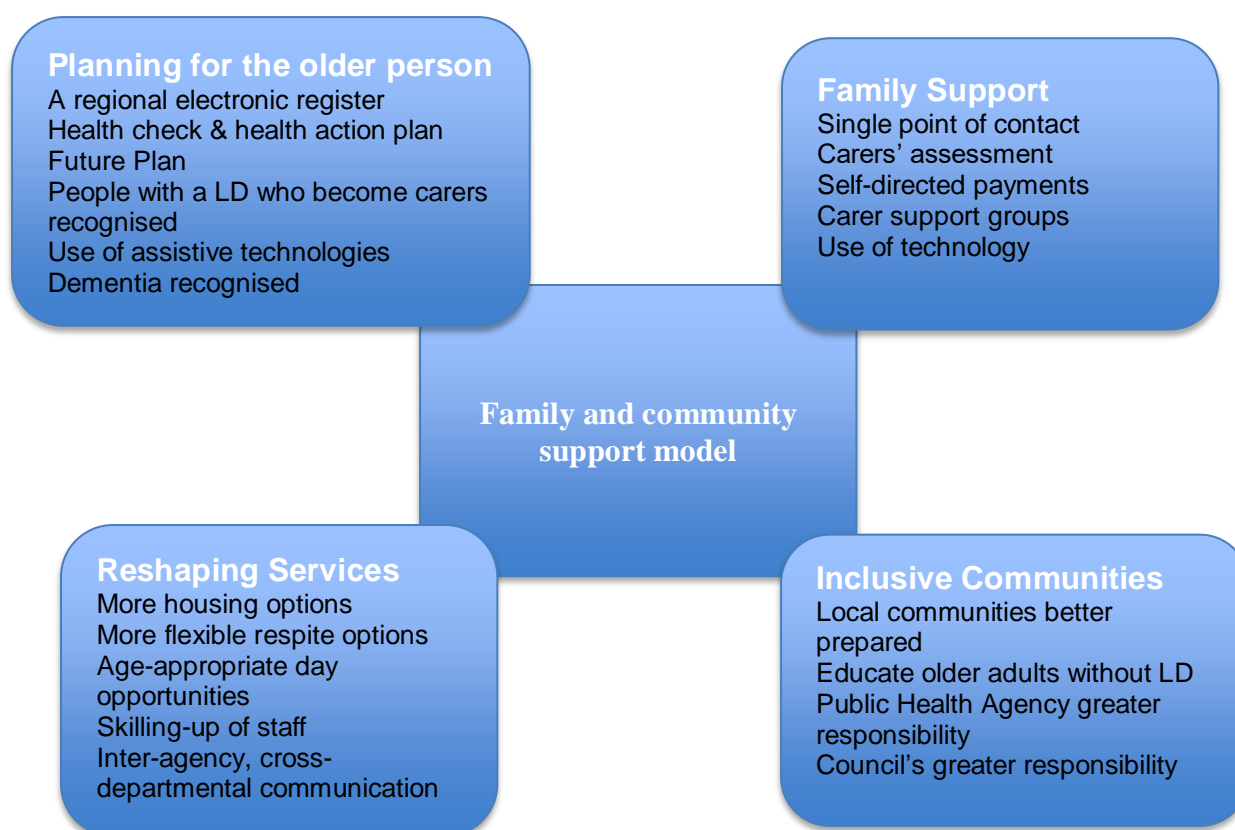 Planning for the older person
A regional electronic register
Health check & health action plan
Future Plan
People with a LD who become carers
recognised
Use of assistive technologies
Dementia recognised
Family Support
Single point of contact
Carers’ assessment
Self-directed payments
Carer support groups
Use of technology
Family and community
support model
Reshaping Services
More housing options
More flexible respite options
Age-appropriate day
opportunities
Skilling-up of staff
Inter-agency, cross-
departmental communication
Inclusive Communities
Local communities better
prepared
Educate older adults without LD
Public Health Agency greater
responsibility
Council’s greater responsibility